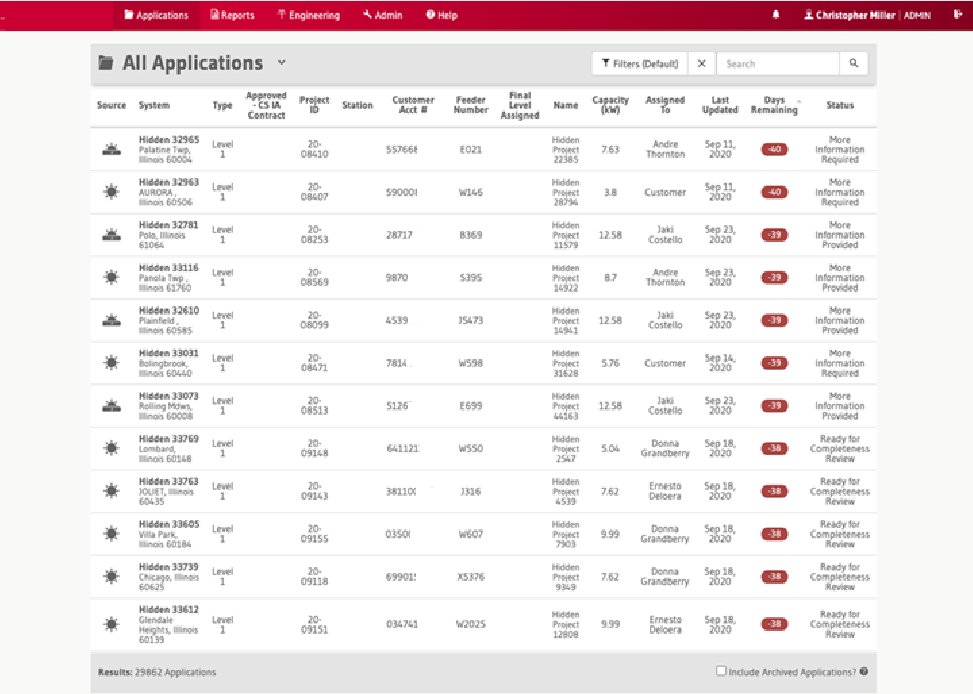 Applications Reports Engineering Admin Help Christopher Miller | ADMIN
All Applications Filters (Default) X Search
Source System Type Approved - CS IA Contract Project ID Station Customer Acct # Feeder Number Final Level Assigned Name Capacity (kW) Assigned To Last Updated Days Remaining Status
Hidden 32965 Palatine Twp, Illinois 60004 Level 1 20-08410 557668 E021 Hidden Project 22385 7.63 Andre Thornton Sep 11, 2020 -40 More Information Required
Hidden 32963 AURORA , Illinois 60506 Level 1 20-08407 590001 W146 Hidden Project 28794 3.8 Customer Sep 11, 2020 -40 More Information Required
Hidden 32781 Polo, Illinois 61064 Level 1 20-08253 28717 B369 Hidden Project 11579 12.58 Jaki Costello Sep 23, 2020 -39 More Information Provided
Hidden 33116 Panola Twp , Illinois 61760 Level 1 20-08569 9870 S395 Hidden Project 14922 8.7 Andre Thornton Sep 23, 2020 -39 More Information Provided
Hidden 32610 Plainfield , Illinois 60585 Level 1 20-08099 4539 J5473 Hidden Project 14941 12.58 Jaki Costello Sep 23, 2020 -39 More Information Provided
Hidden 33031 Bolingbrook, Illinois 60440 Level 1 20-08471 7814 W598 Hidden Project 31628 5.76 Customer Sep 14, 2020 -39 More Information Required
Hidden 33073 Rolling Mdws, Illinois 60008 Level 1 20-08513 5126 E699 Hidden Project 44163 12.58 Jaki Costello Sep 23, 2020 -39 More Information Provided
Hidden 33769 Lombard, Illinois 60148 Level 1 20-09148 641121 W550 Hidden Project 2547 5.04 Donna Grandberry Sep 18, 2020 -38 Ready for Completeness Review
Hidden 33763 JOLIET, Illinois 60435 Level 1 20-09143 38110 J316 Hidden Project 4539 7.62 Ernesto Deloera Sep 18, 2020 -38 Ready for Completeness Review
Hidden 33605 Villa Park, Illinois 60184 Level 1 20-09155 0350 W607 Hidden Project 7903 9.99 Donna Grandberry Sep 18, 2020 -38 Ready for Completeness Review
Hidden 33739 Chicago, Illinois 60625 Level 1 20-09118 69901 X5376 Hidden Project 9349 7.62 Donna Grandberry Sep 18, 2020 -38 Ready for Completeness Review
Hidden 33612 Glendale Heights, Illinois 60139 Level 1 20-09151 034741 W2025 Hidden Project 12808 9.99 Ernesto Deloera Sep 18, 2020 -38 Ready for Completeness Review
Results: 29862 Applications Include Archived Applications?